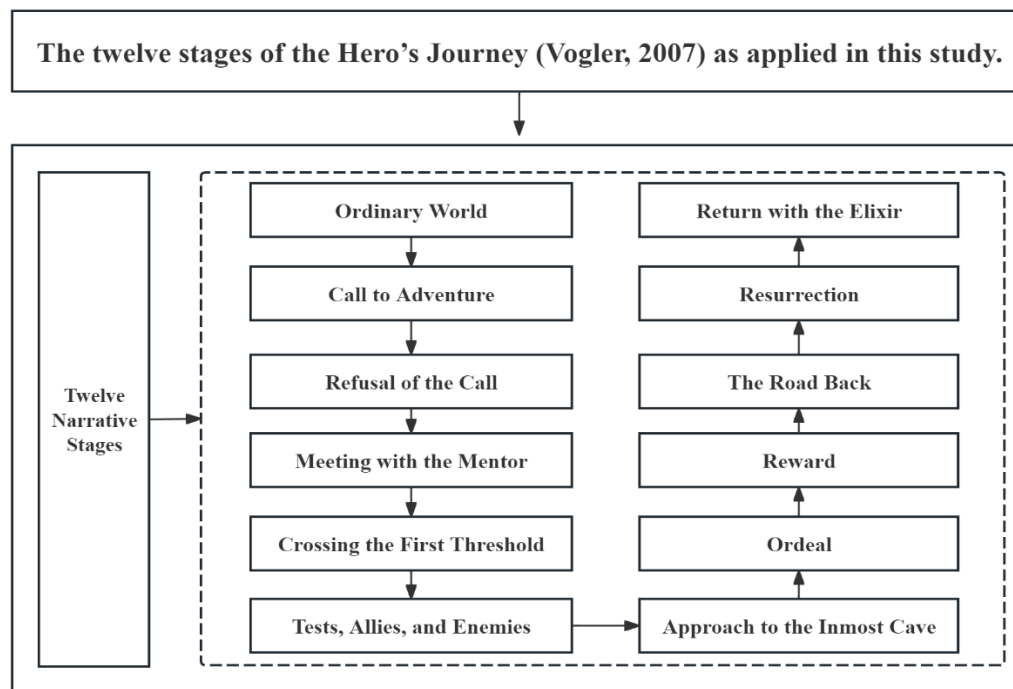 The twelve stages of the Hero’s Journey (Vogler, 2007) as applied in this study.
Twelve
Narrative
Stages
Ordinary World
Call to Adventure
Refusal of the Call
Meeting with the Mentor
Crossing the First Threshold
Tests, Allies, and Enemies
Approach to the Inmost Cave
Ordeal
Reward
The Road Back
Resurrection
Return with the Elixir